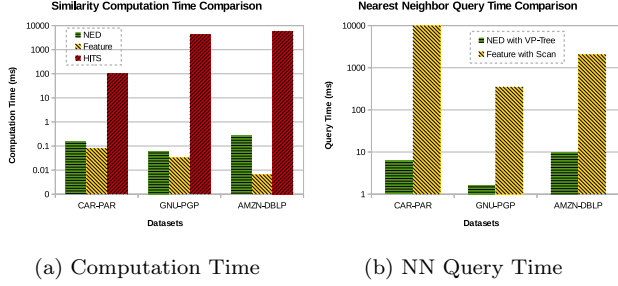 Similarity Computation Time Comparison
10000
1000
100
10
1
0.1
0.01
0
Computation Time (ms)
NED
Feature
HITS
CAR-PAR
GNU-PGP
AMZN-DBLP
Datasets
(a) Computation Time
Nearest Neighbor Query Time Comparison
10000
1000
100
10
1
Query Time (ms)
NED with VP-Tree
Feature with Scan
CAR-PAR
GNU-PGP
AMZN-DBLP
Datasets
(b) NN Query Time